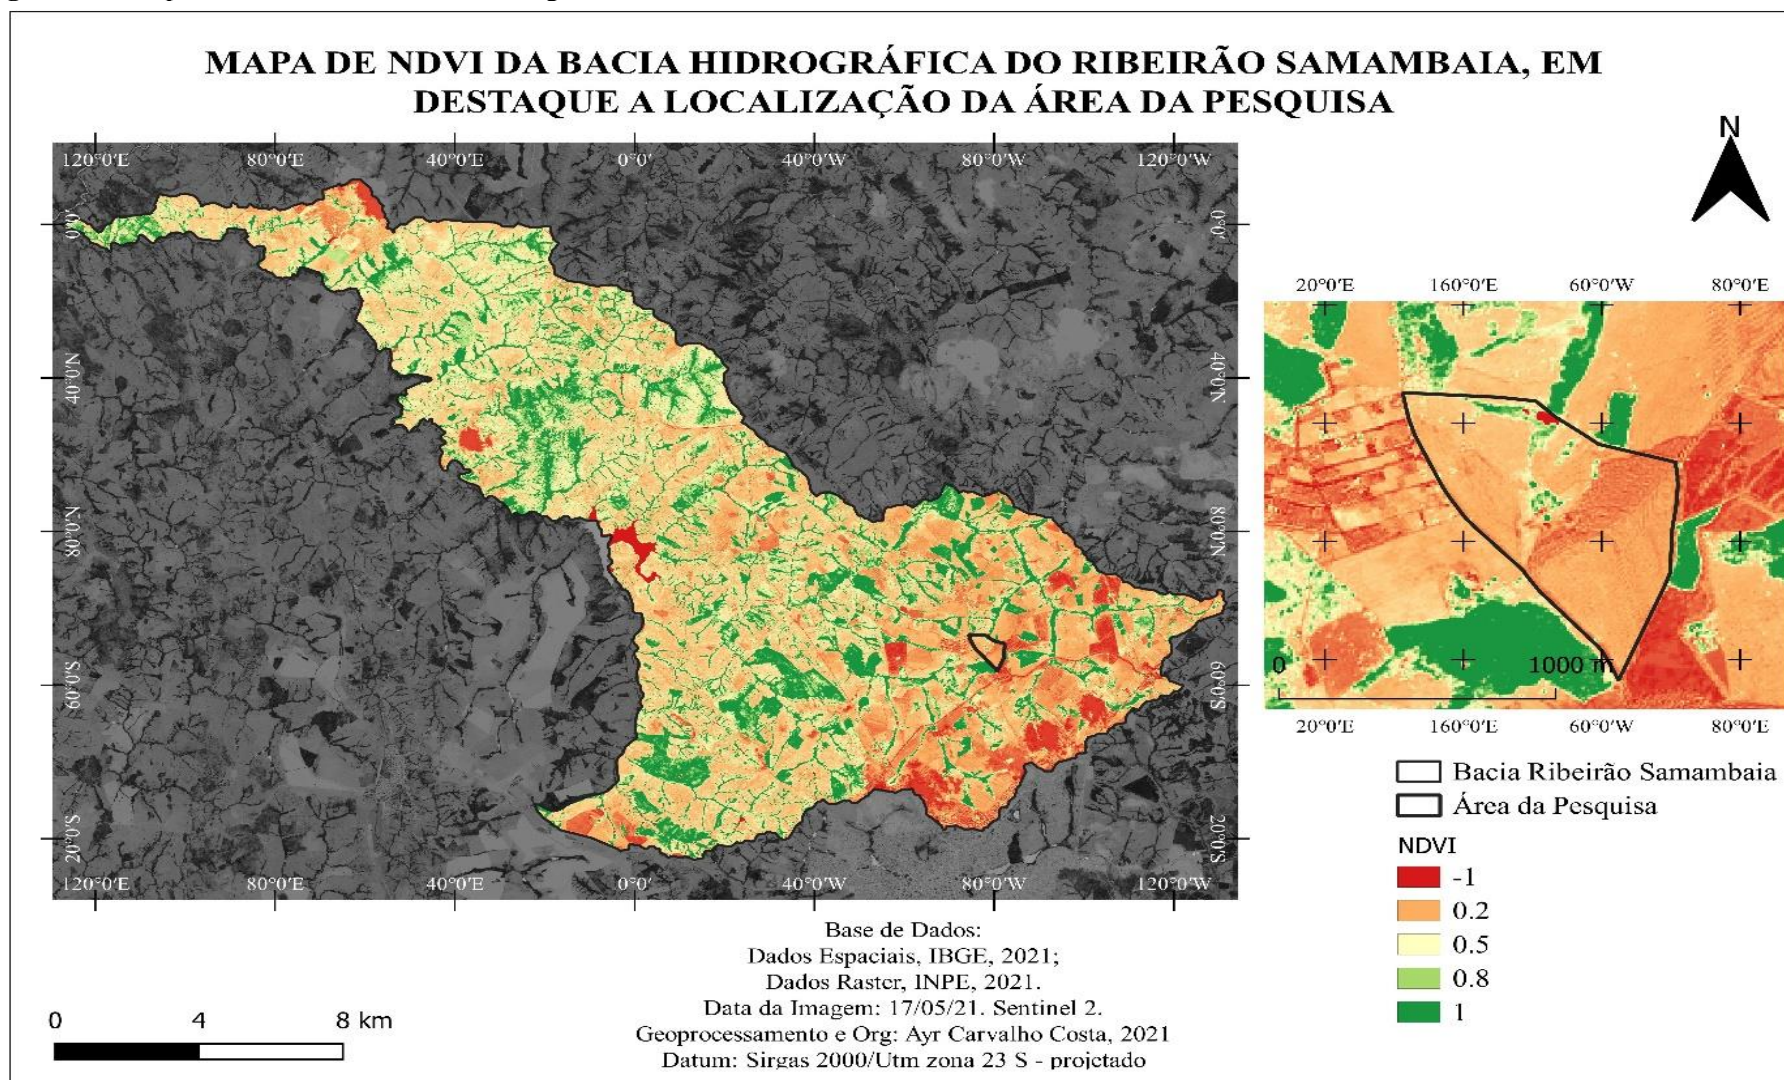 MAPA DE NDVI DA BACIA HIDROGRÁFICA DO RIBEIRÃO SAMAMBAIA, EM
DESTAQUE A LOCALIZAÇÃO DA ÁREA DA PESQUISA
N
120°0'E 80°0'E 40°0'E 0°0' 40°0'W 80°0'W 120°0'W
0°0' 0°0'
40°0'N 40°0'N
80°0'N 80°0'N
60°0'S 60°0'S
20°0'S 20°0'S
120°0'E 80°0'E 40°0'E 0°0' 40°0'W 80°0'W 120°0'W
20°0'E 160°0'E 60°0'W 80°0'E
0 1000 m
20°0'E 160°0'E 60°0'W 80°0'E
Bacia Ribeirão Samambaia
Área da Pesquisa
NDVI
-1
0.2
0.5
0.8
1
Base de Dados:
Dados Espaciais, IBGE, 2021;
Dados Raster, INPE, 2021.
Data da Imagem: 17/05/21. Sentinel 2.
Geoprocessamento e Org: Ayr Carvalho Costa, 2021
Datum: Sirgas 2000/Utm zona 23 S - projetado
0 4 8 km